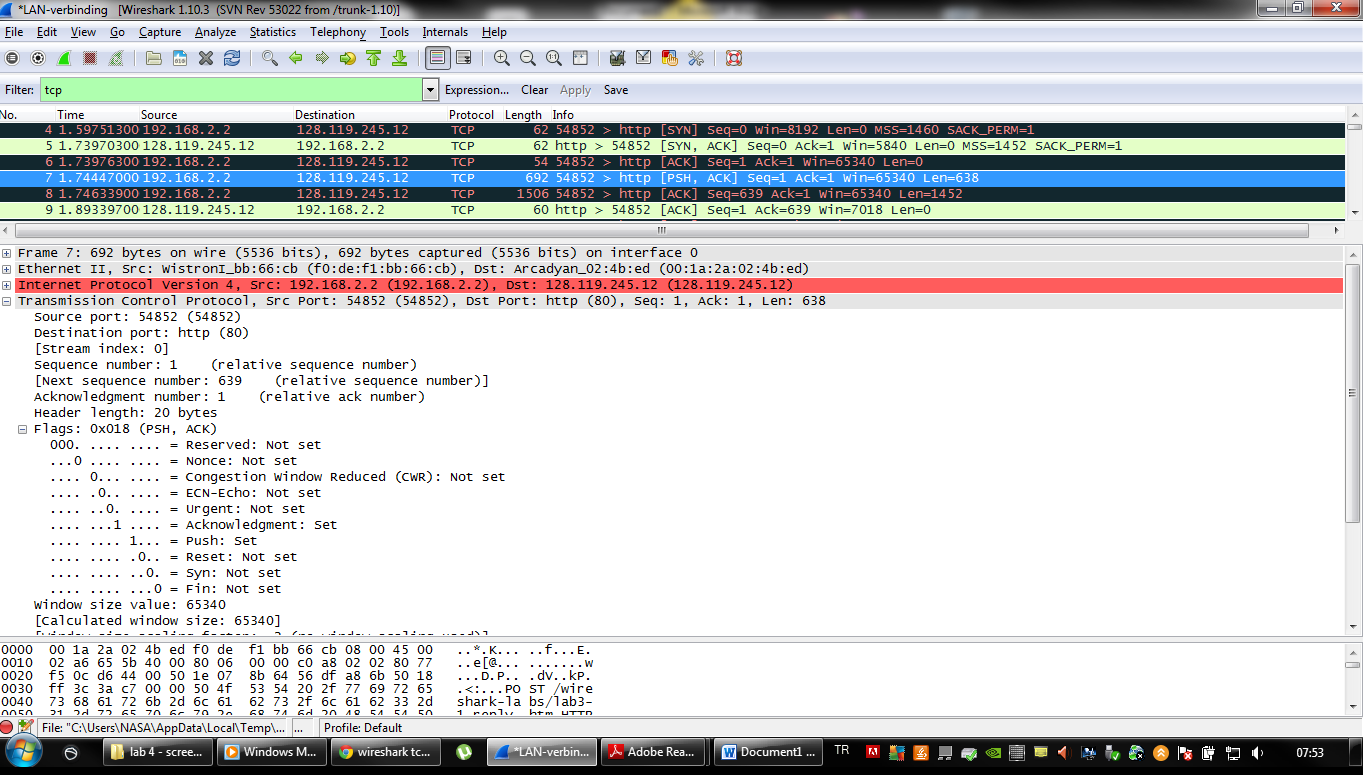 *LAN-verbinding [Wireshark 1.10.3 (SVN Rev 53022 from /trunk-1.10)]
File Edit View Go Capture Analyze Statistics Telephony Tools Internals Help
Filter: tcp Expression... Clear Apply Save
No. Time Source Destination Protocol Length Info
4 1.59751300 192.168.2.2 128.119.245.12 TCP 62 54852 > http [SYN] Seq=0 Win=8192 Len=0 MSS=1460 SACK_PERM=1
5 1.73970300 128.119.245.12 192.168.2.2 TCP 62 http > 54852 [SYN, ACK] Seq=0 Ack=1 Win=5840 Len=0 MSS=1452 SACK_PERM=1
6 1.73976300 192.168.2.2 128.119.245.12 TCP 54 54852 > http [ACK] Seq=1 Ack=1 Win=65340 Len=0
7 1.74447000 192.168.2.2 128.119.245.12 TCP 692 54852 > http [PSH, ACK] Seq=1 Ack=1 Win=65340 Len=638
8 1.74633900 192.168.2.2 128.119.245.12 TCP 1506 54852 > http [ACK] Seq=639 Ack=1 Win=65340 Len=1452
9 1.89339700 128.119.245.12 192.168.2.2 TCP 60 http > 54852 [ACK] Seq=1 Ack=639 Win=7018 Len=0
Frame 7: 692 bytes on wire (5536 bits), 692 bytes captured (5536 bits) on interface 0
Ethernet II, Src: WistronI_bb:66:cb (f0:de:f1:bb:66:cb), Dst: Arcadyan_02:4b:ed (00:1a:2a:02:4b:ed)
Internet Protocol Version 4, Src: 192.168.2.2 (192.168.2.2), Dst: 128.119.245.12 (128.119.245.12)
Transmission Control Protocol, Src Port: 54852 (54852), Dst Port: http (80), Seq: 1, Ack: 1, Len: 638
Source port: 54852 (54852)
Destination port: http (80)
[Stream index: 0]
Sequence number: 1 (relative sequence number)
[Next sequence number: 639 (relative sequence number)]
Acknowledgment number: 1 (relative ack number)
Header length: 20 bytes
Flags: 0x018 (PSH, ACK)
000. .... .... = Reserved: Not set
...0 .... .... = Nonce: Not set
.... 0... .... = Congestion Window Reduced (CWR): Not set
.... .0.. .... = ECN-Echo: Not set
.... ..0. .... = Urgent: Not set
.... ...1 .... = Acknowledgment: Set
.... .... 1... = Push: Set
.... .... .0.. = Reset: Not set
.... .... ..0. = Syn: Not set
.... .... ...0 = Fin: Not set
Window size value: 65340
[Calculated window size: 65340]
0000 00 1a 2a 02 4b ed f0 de f1 bb 66 cb 08 00 45 00 ..*.K... ..f...E.
0010 02 a6 65 5b 40 00 80 06 00 00 c0 a8 02 02 80 77 ..e[@... .......w
0020 f5 0c d6 44 00 50 1e 07 8b 64 56 df a8 6b 50 18 ...D.P.. .dV..kP.
0030 ff 3c 3a c7 00 00 50 4f 53 54 20 2f 77 69 72 65 .<:...PO ST /wire
0040 73 68 61 72 6b 2d 6c 61 62 73 2f 6c 61 62 33 2d shark-la bs/lab3-
File: "C:\Users\NASA\AppData\Local\Temp\... ... Profile: Default
lab 4 - scree... Windows M... wireshark tc... *LAN-verbin... Adobe Rea... Document1 ... TR 07:53